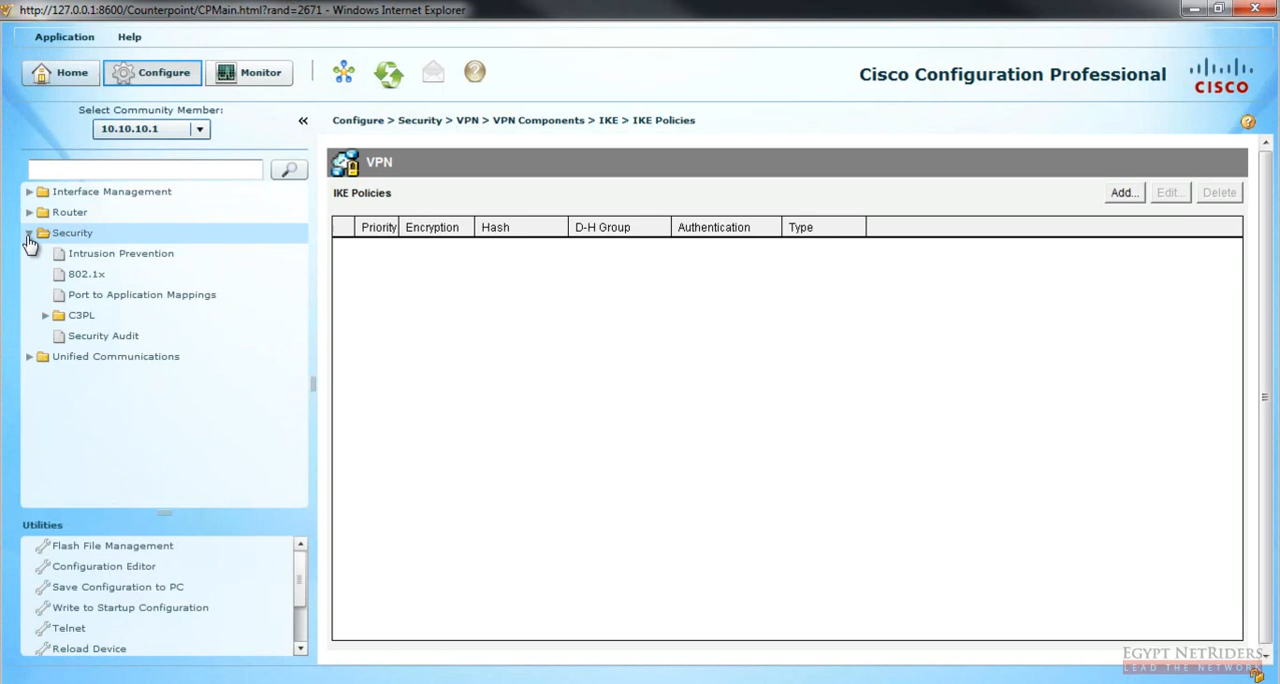 http://127.0.0.1:8600/Counterpoint/CPMain.html?rand=2671 - Windows Internet Explorer
Application Help
Home Configure Monitor
Cisco Configuration Professional
CISCO
Select Community Member:
10.10.10.1
Configure > Security > VPN > VPN Components > IKE > IKE Policies
VPN
IKE Policies
Add... Edit... Delete
Priority Encryption Hash D-H Group Authentication Type
Interface Management
Router
Security
Intrusion Prevention
802.1x
Port to Application Mappings
C3PL
Security Audit
Unified Communications
Utilities
Flash File Management
Configuration Editor
Save Configuration to PC
Write to Startup Configuration
Telnet
Reload Device
EGYPT NETRIDERS
LEAD THE NETWORK